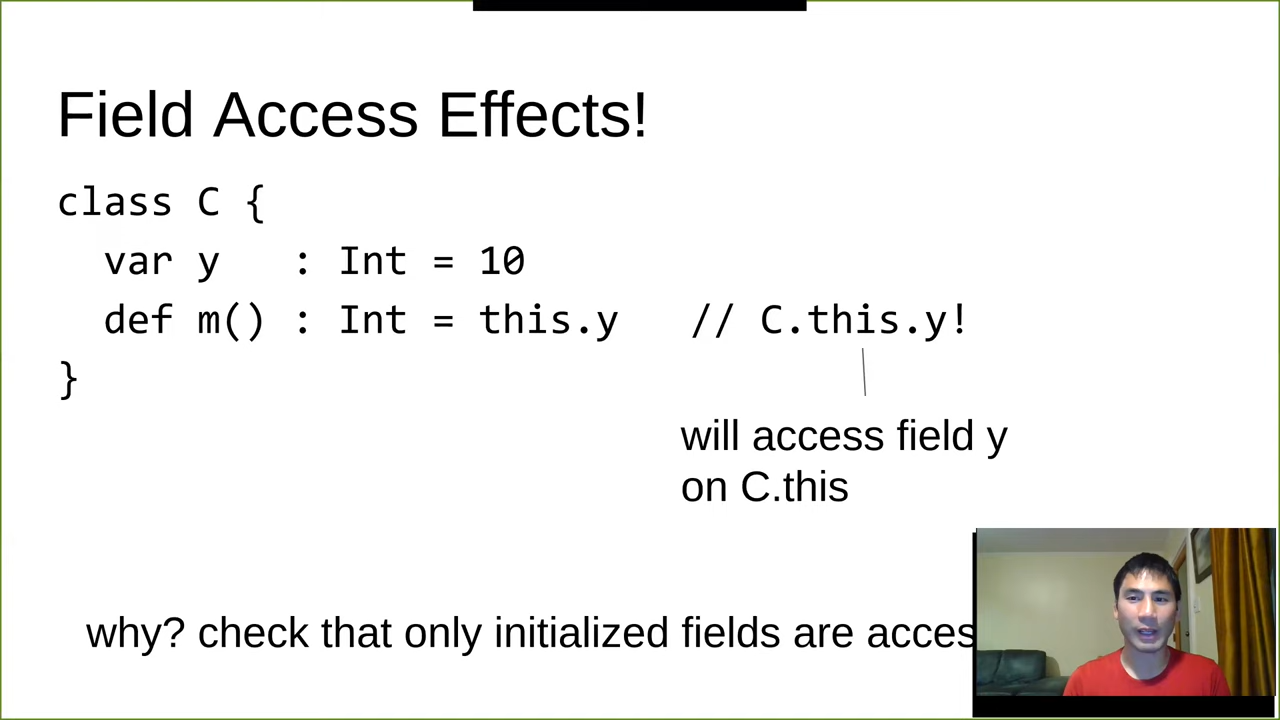 Field Access Effects!
class C {
var y : Int = 10
def m() : Int = this.y // C.this.y!
}
will access field y
on C.this
why? check that only initialized fields are